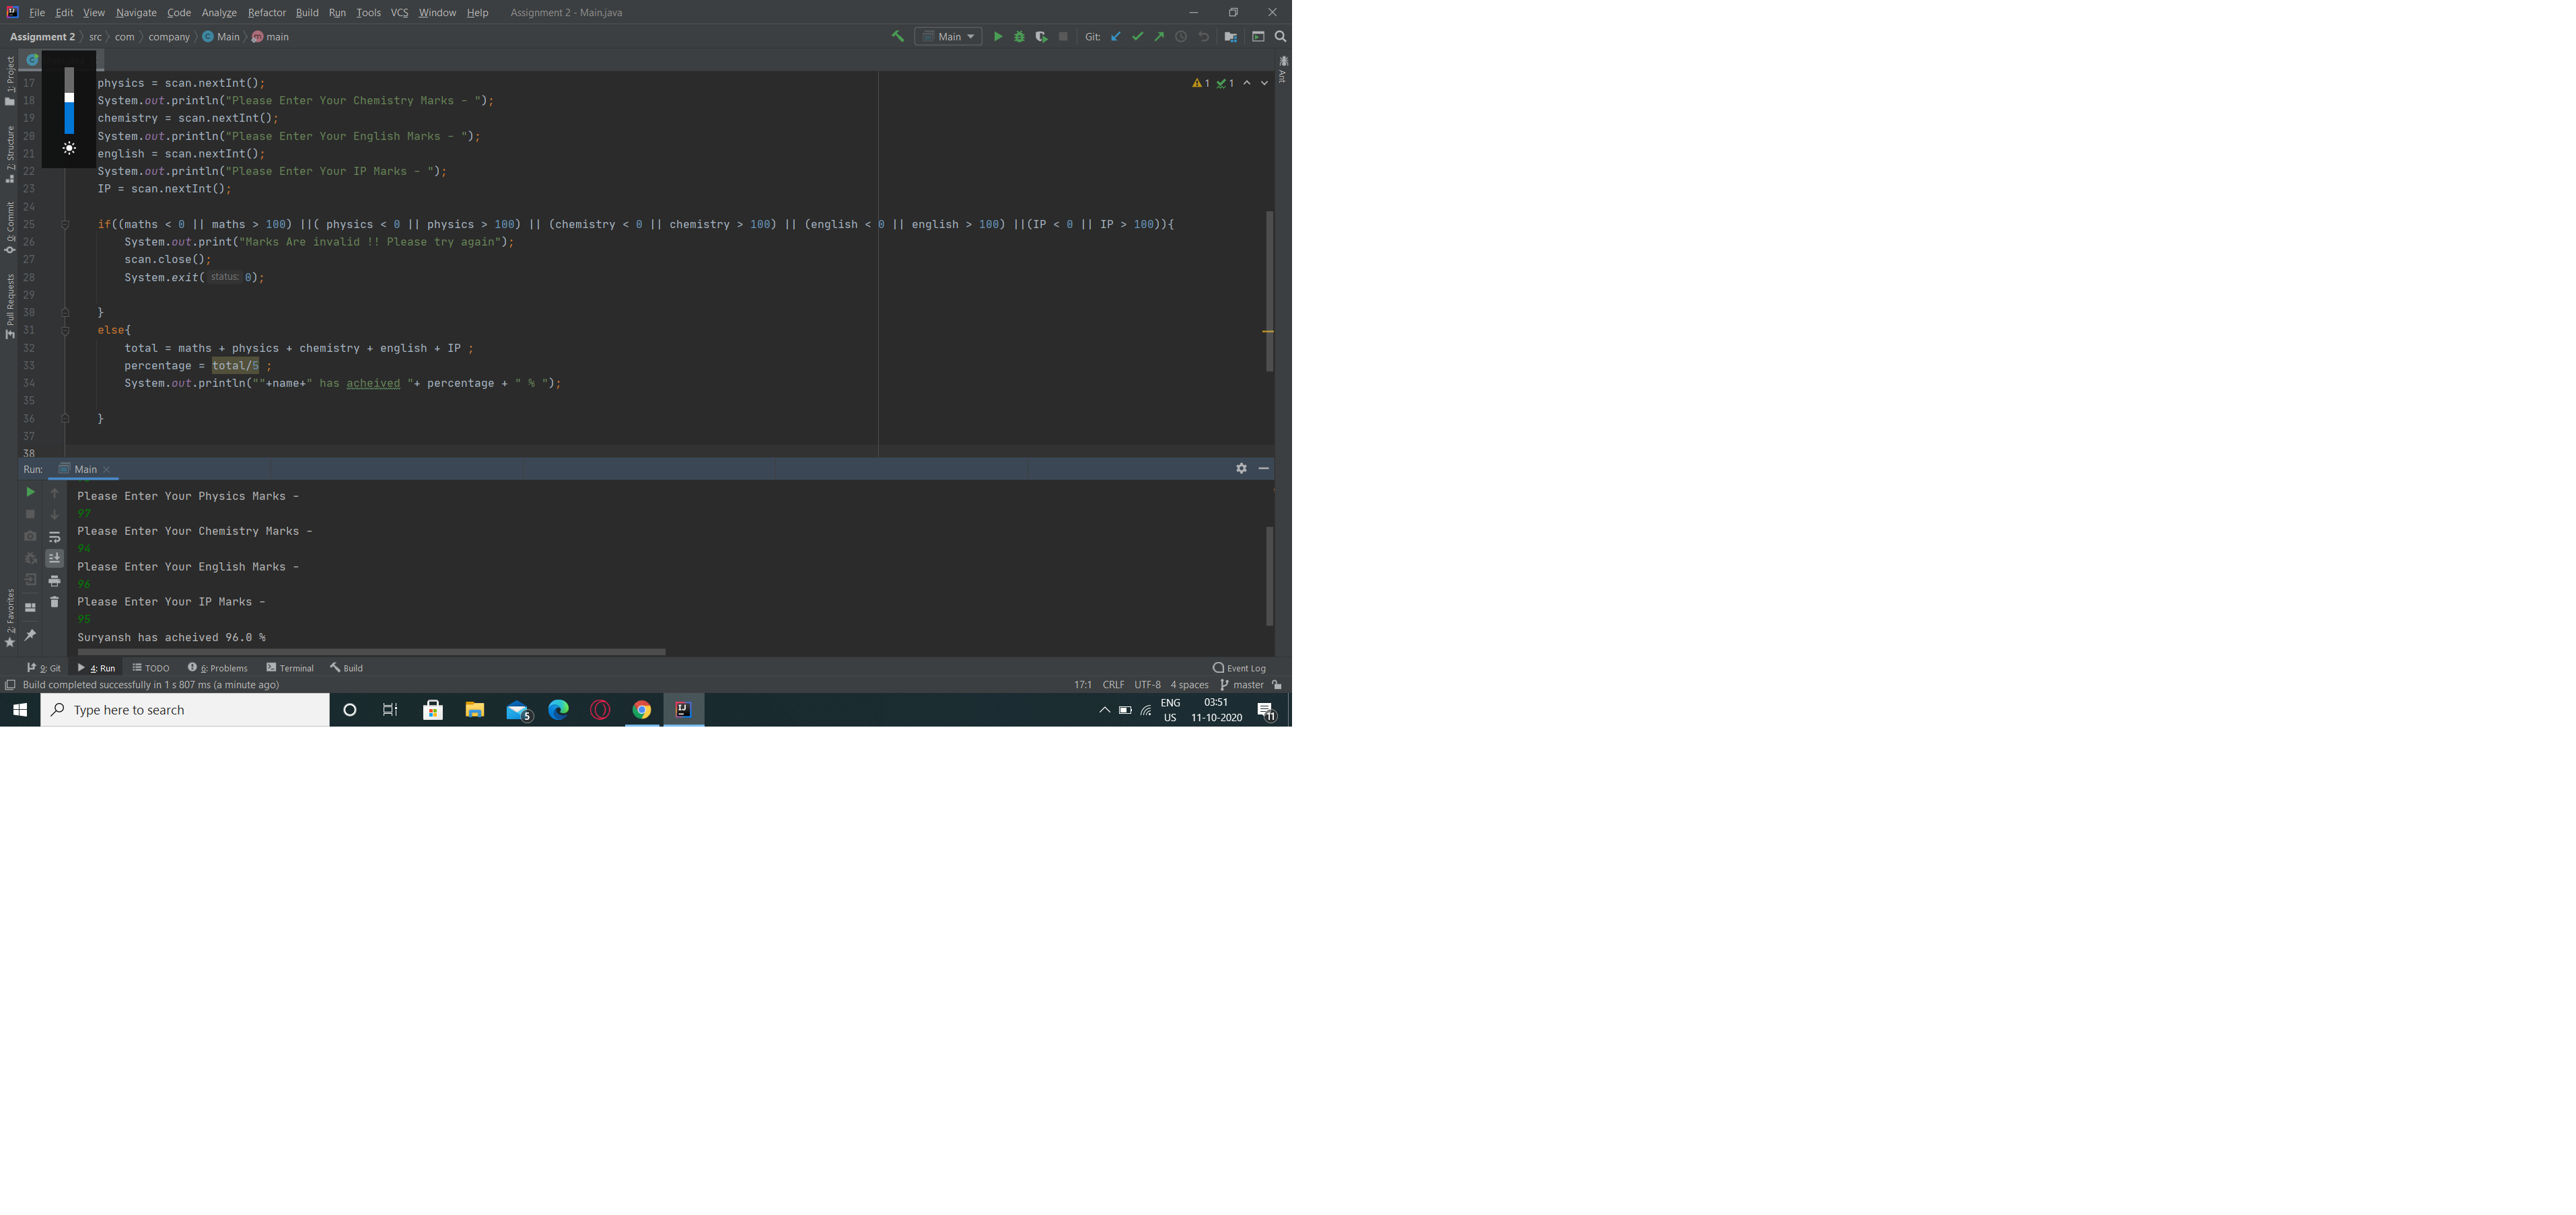 File Edit View Navigate Code Analyze Refactor Build Run Tools VCS Window Help Assignment 2 - Main.java
Assignment 2 src com company Main main
Main Git:
1: Project
7: Structure
0: Commit
Pull Requests
2: Favorites
Ant
1 1
17 physics = scan.nextInt();
18 System.out.println("Please Enter Your Chemistry Marks - ");
19 chemistry = scan.nextInt();
20 System.out.println("Please Enter Your English Marks - ");
21 english = scan.nextInt();
22 System.out.println("Please Enter Your IP Marks - ");
23 IP = scan.nextInt();
24
25 if((maths < 0 || maths > 100) ||( physics < 0 || physics > 100) || (chemistry < 0 || chemistry > 100) || (english < 0 || english > 100) ||(IP < 0 || IP > 100)){
26 System.out.print("Marks Are invalid !! Please try again");
27 scan.close();
28 System.exit( status: 0);
29
30 }
31 else{
32 total = maths + physics + chemistry + english + IP ;
33 percentage = total/5 ;
34 System.out.println(""+name+" has acheived "+ percentage + " % ");
35
36 }
37
38
Run: Main
Please Enter Your Physics Marks -
97
Please Enter Your Chemistry Marks -
94
Please Enter Your English Marks -
96
Please Enter Your IP Marks -
95
Suryansh has acheived 96.0 %
9: Git 4: Run TODO 6: Problems Terminal Build Event Log
Build completed successfully in 1 s 807 ms (a minute ago) 17:1 CRLF UTF-8 4 spaces master
Type here to search 5 ENG 03:51
US 11-10-2020 11